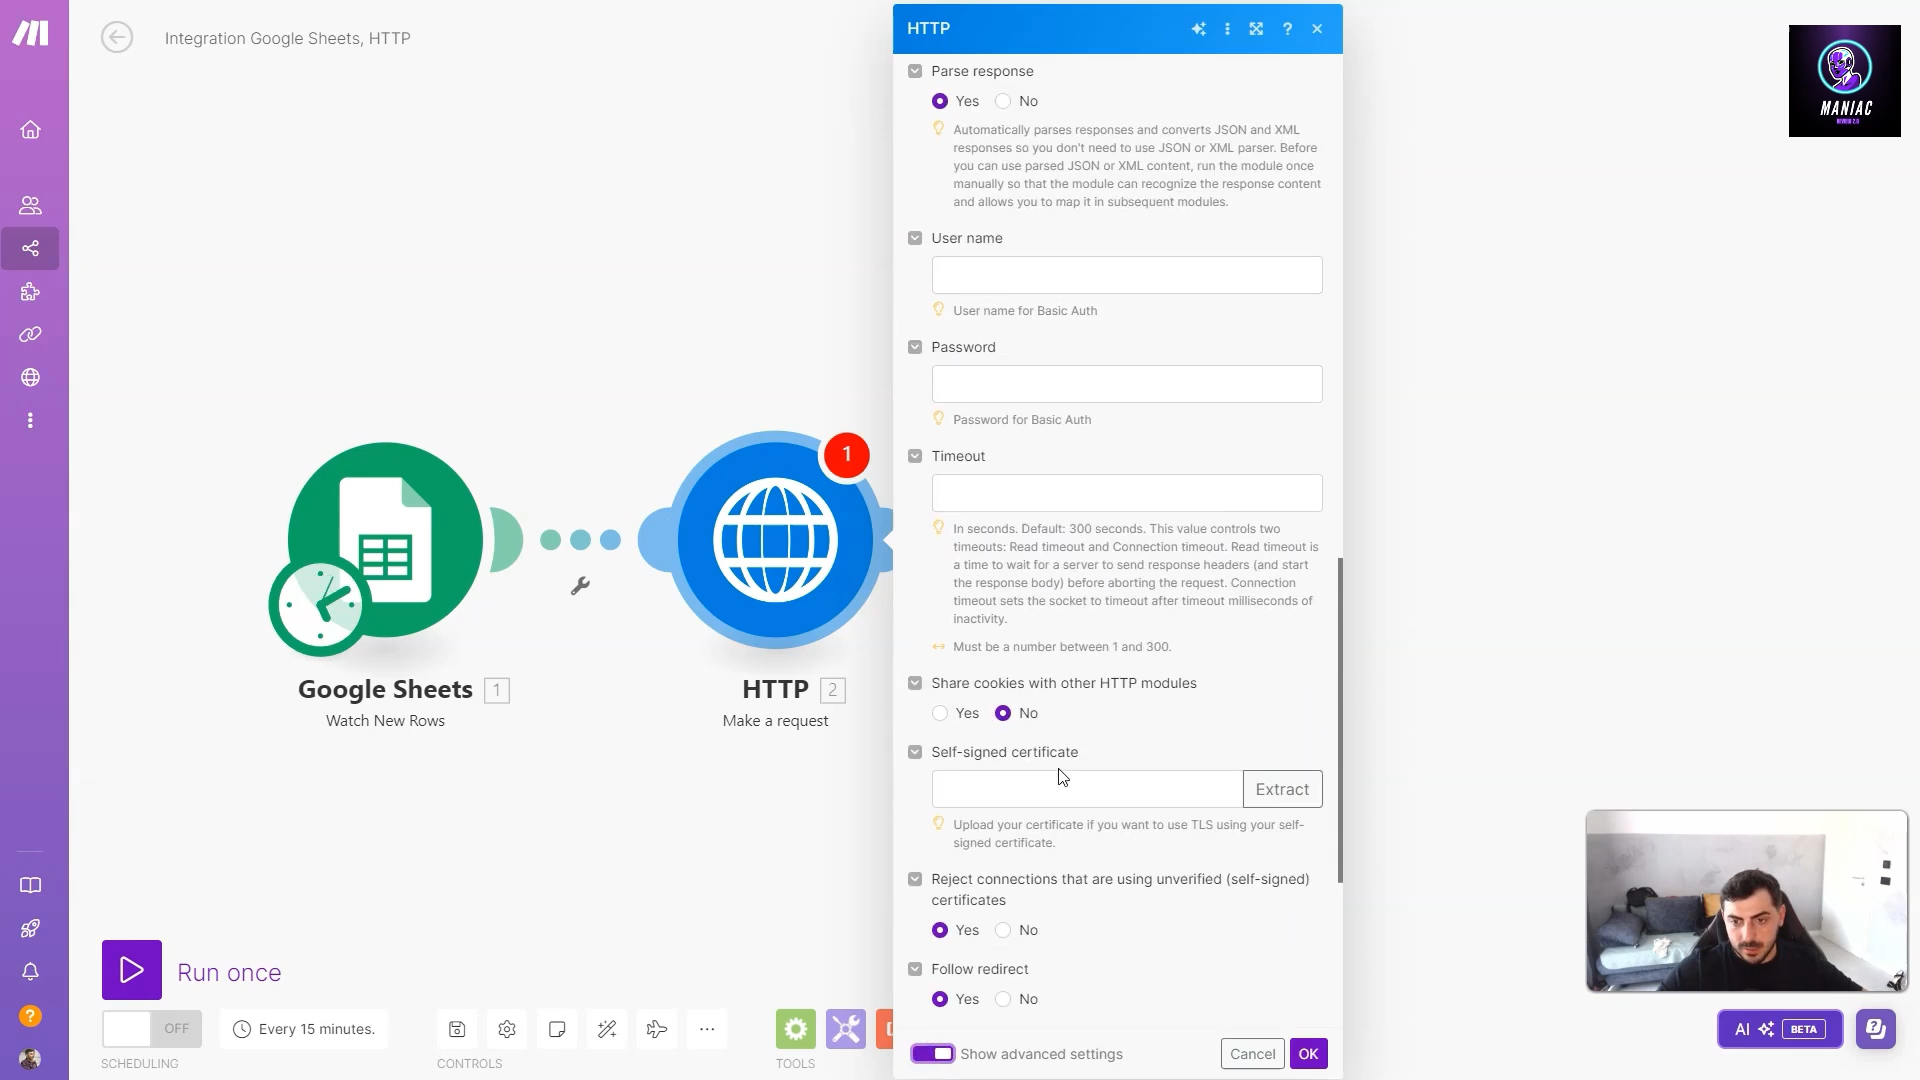 Integration Google Sheets, HTTP
HTTP
?
MANIAC
Parse response
Yes No
Automatically parses responses and converts JSON and XML
responses so you don't need to use JSON or XML parser. Before
you can use parsed JSON or XML content, run the module once
manually so that the module can recognize the response content
and allows you to map it in subsequent modules.
User name
User name for Basic Auth
Password
Password for Basic Auth
Timeout
In seconds. Default: 300 seconds. This value controls two
timeouts: Read timeout and Connection timeout. Read timeout is
a time to wait for a server to send response headers (and start
the response body) before aborting the request. Connection
timeout sets the socket to timeout after timeout milliseconds of
inactivity.
Must be a number between 1 and 300.
Share cookies with other HTTP modules
Yes No
Self-signed certificate
Extract
Upload your certificate if you want to use TLS using your self-
signed certificate.
Reject connections that are using unverified (self-signed)
certificates
Yes No
Follow redirect
Yes No
Show advanced settings
Cancel
OK
1
Google Sheets 1
Watch New Rows
HTTP 2
Make a request
Run once
OFF
Every 15 minutes.
SCHEDULING
CONTROLS
TOOLS
?
AI BETA
?